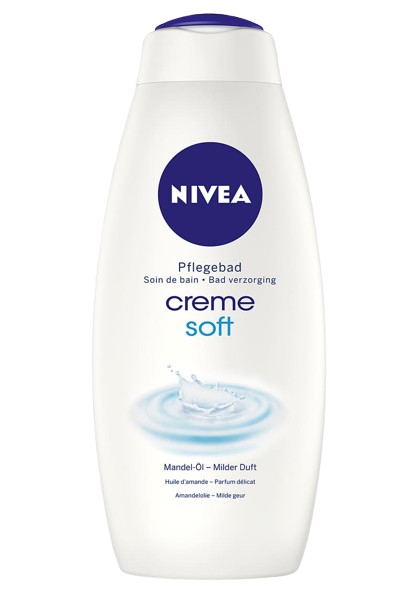 NIVEA
Pflegebad
Soin de bain • Bad verzorging
creme
soft
Mandel-Öl – Milder Duft
Huile d'amande – Parfum délicat
Amandelolie – Milde geur